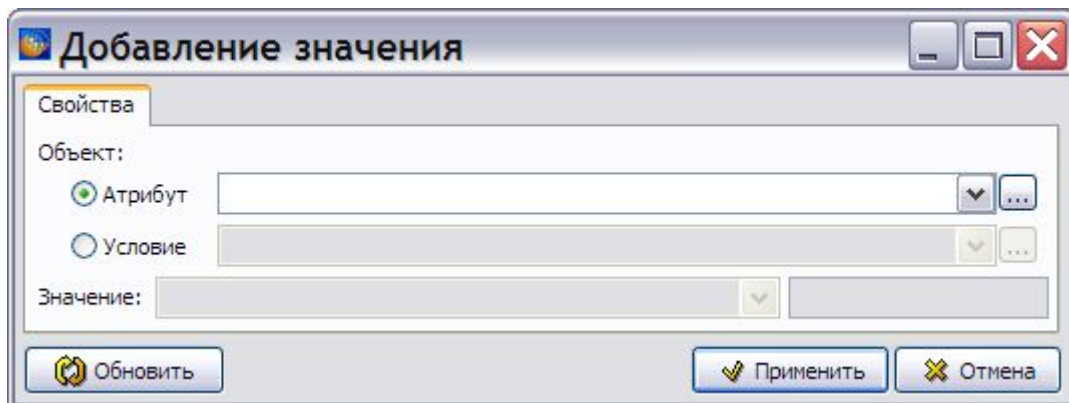 Добавление значения
Свойства
Объект:
Атрибут ...
Условие ...
Значение:
Обновить Применить Отмена